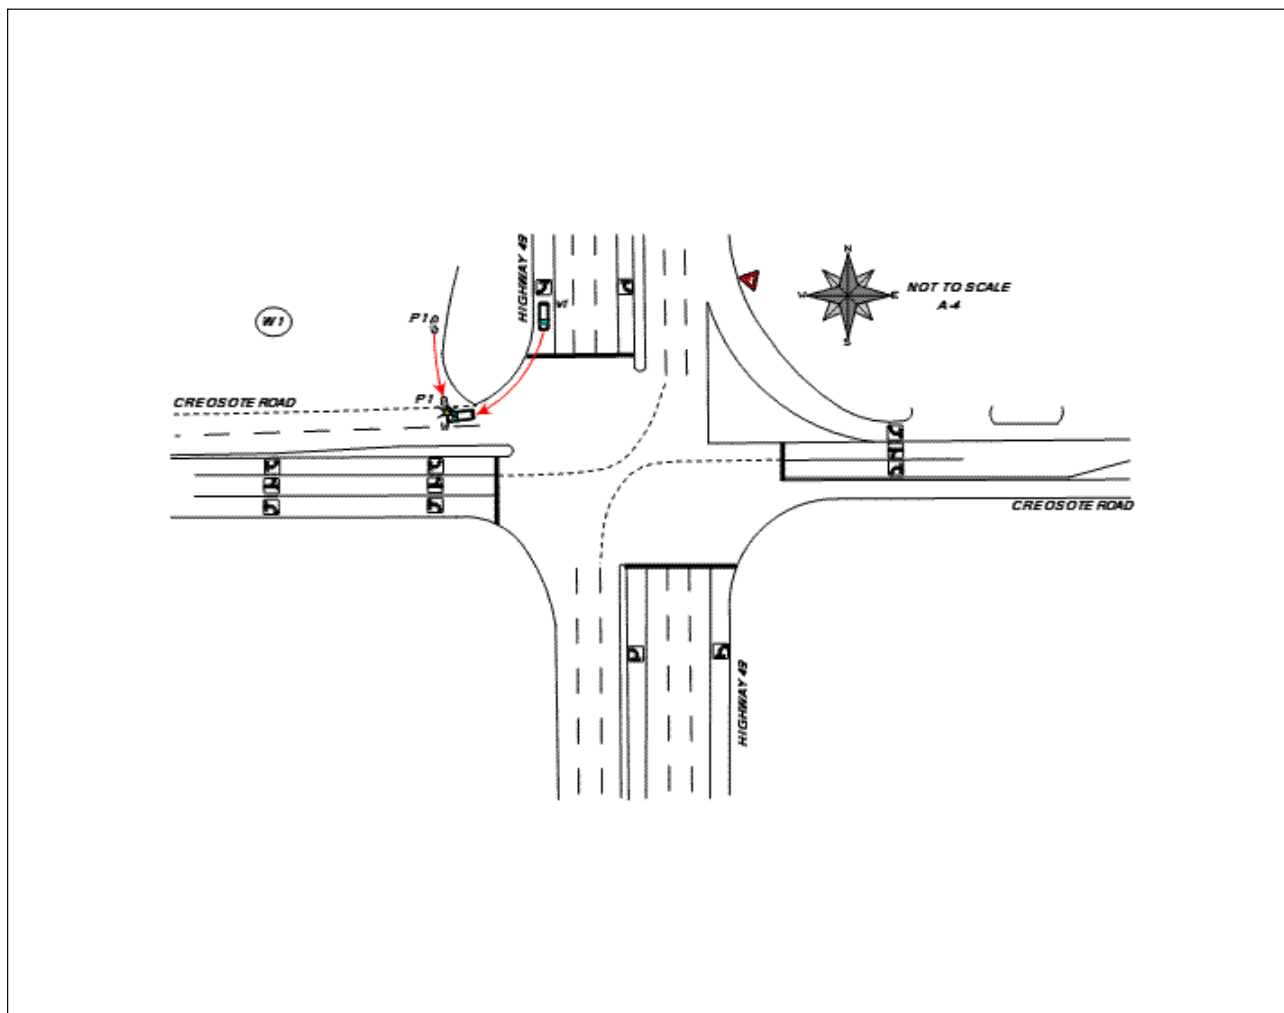 HIGHWAY 49
N
W
E
S
NOT TO SCALE
A-4
P1
V1
W1
CREOSOTE ROAD
P1
CREOSOTE ROAD
HIGHWAY 49